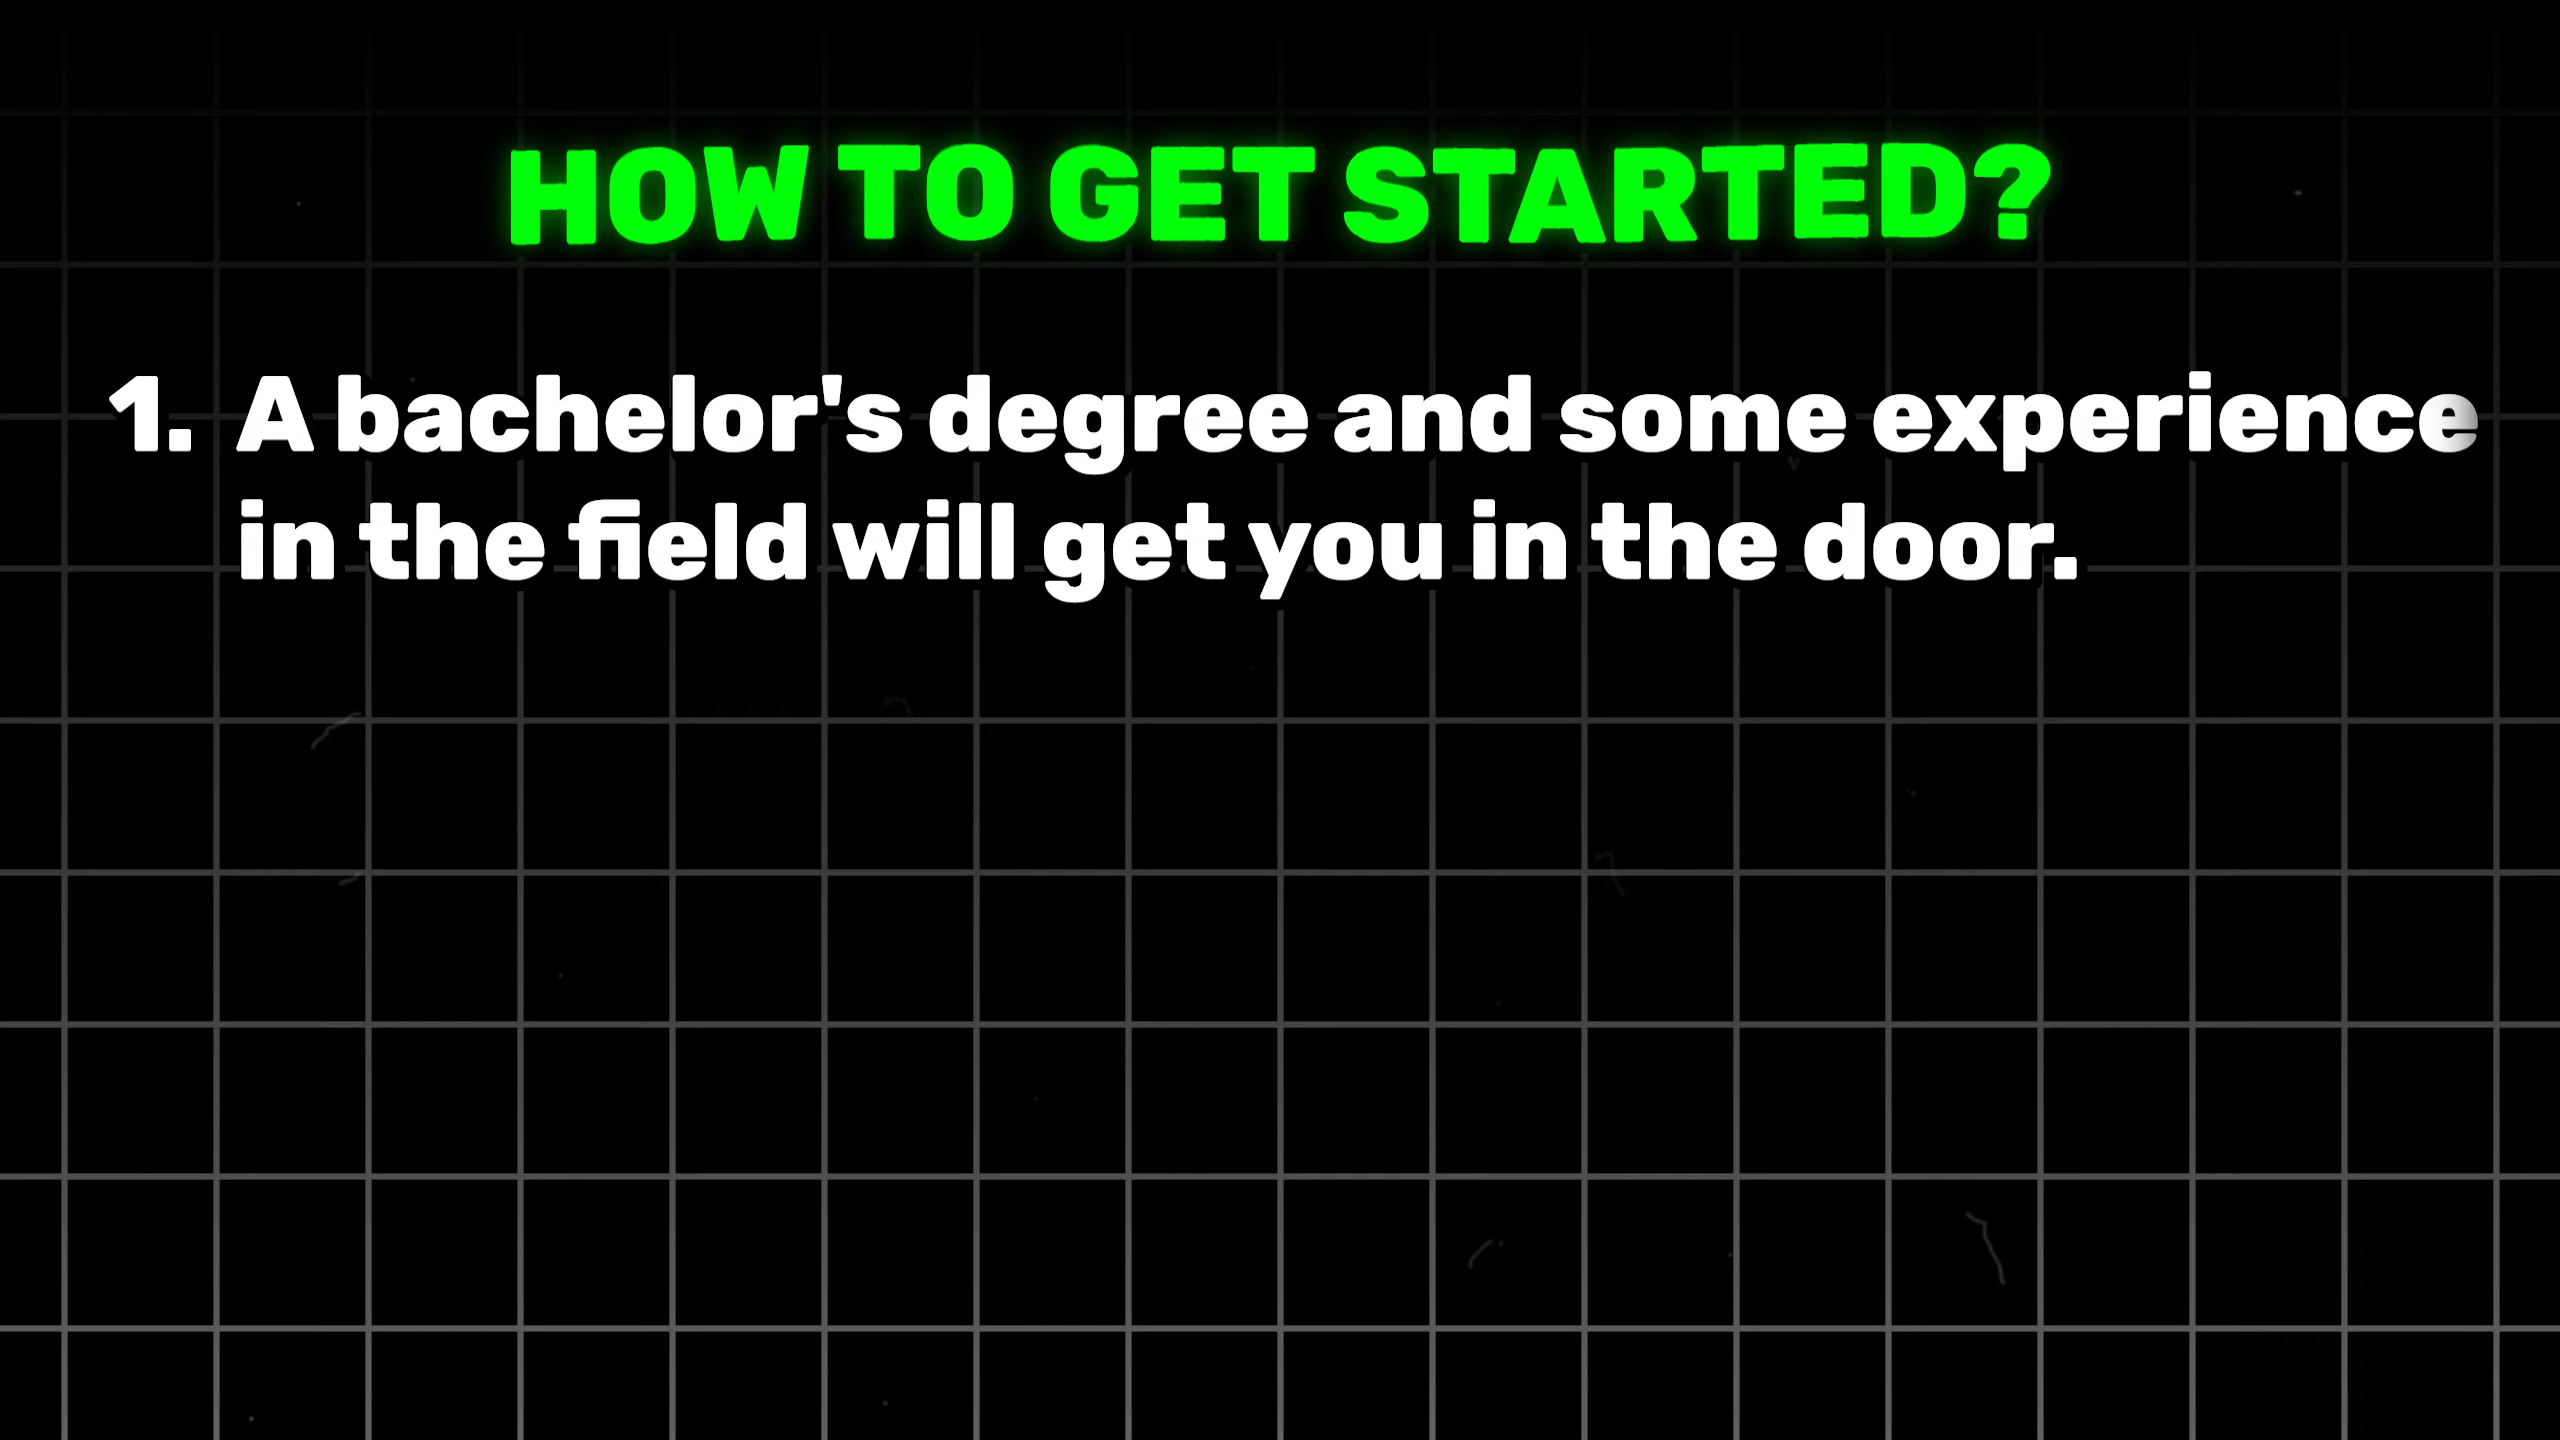 HOW TO GET STARTED?
1. A bachelor's degree and some experience
in the field will get you in the door.